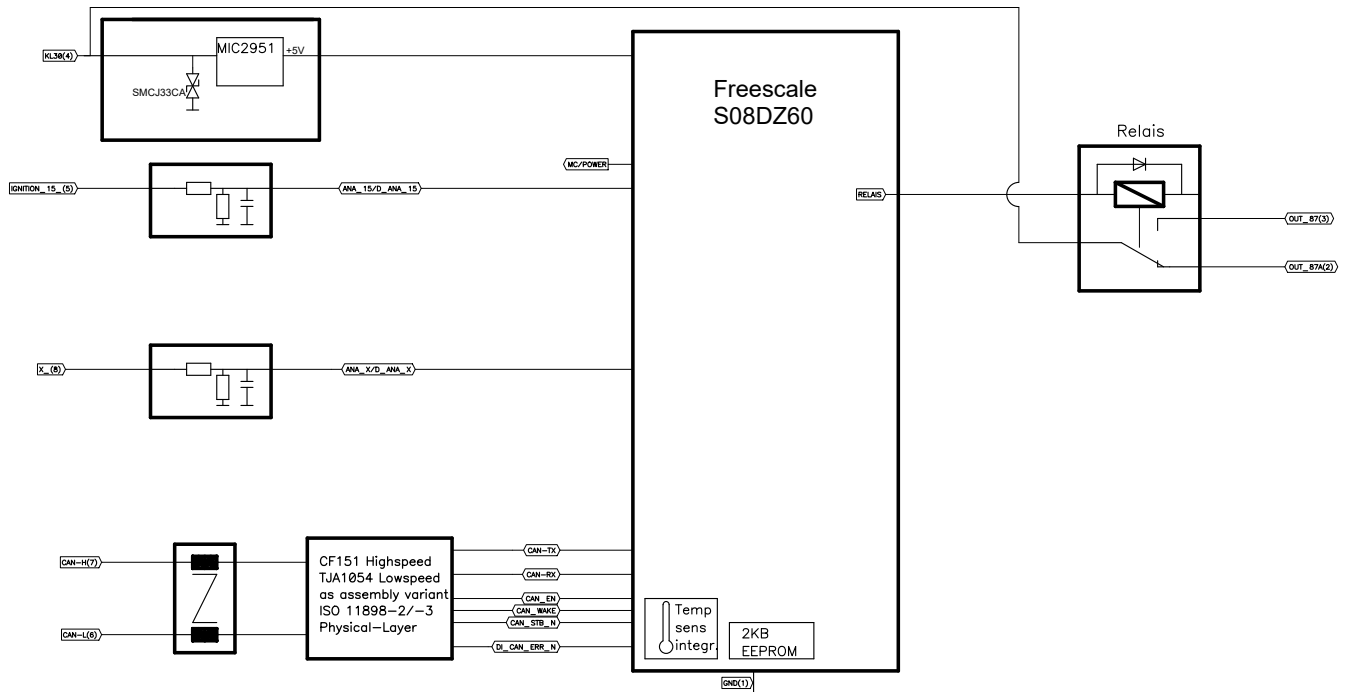 KL30(4)
MIC2951
+5V
SMCJ33CA
Freescale
S08DZ60
MC/POWER
IGNITION_15_(5)
ANA_15/D_ANA_15
RELAIS
Relais
OUT_87(3)
OUT_87A(2)
X_(8)
ANA_X/D_ANA_X
CAN-H(7)
CAN-L(6)
CF151 Highspeed
TJA1054 Lowspeed
as assembly variant
ISO 11898-2/-3
Physical-Layer
CAN-TX
CAN-RX
CAN_EN
CAN_WAKE
CAN_STB_N
DI_CAN_ERR_N
Temp
sens
integr.
2KB
EEPROM
GND(1)